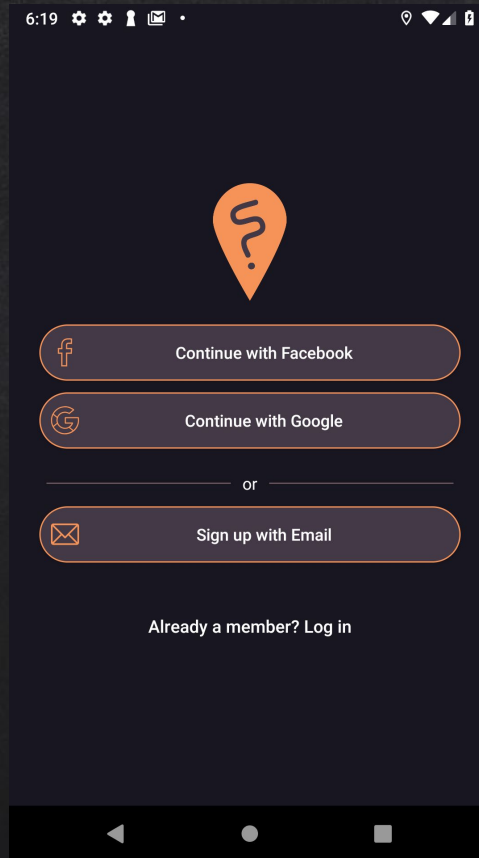 6:19
Continue with Facebook
Continue with Google
or
Sign up with Email
Already a member? Log in